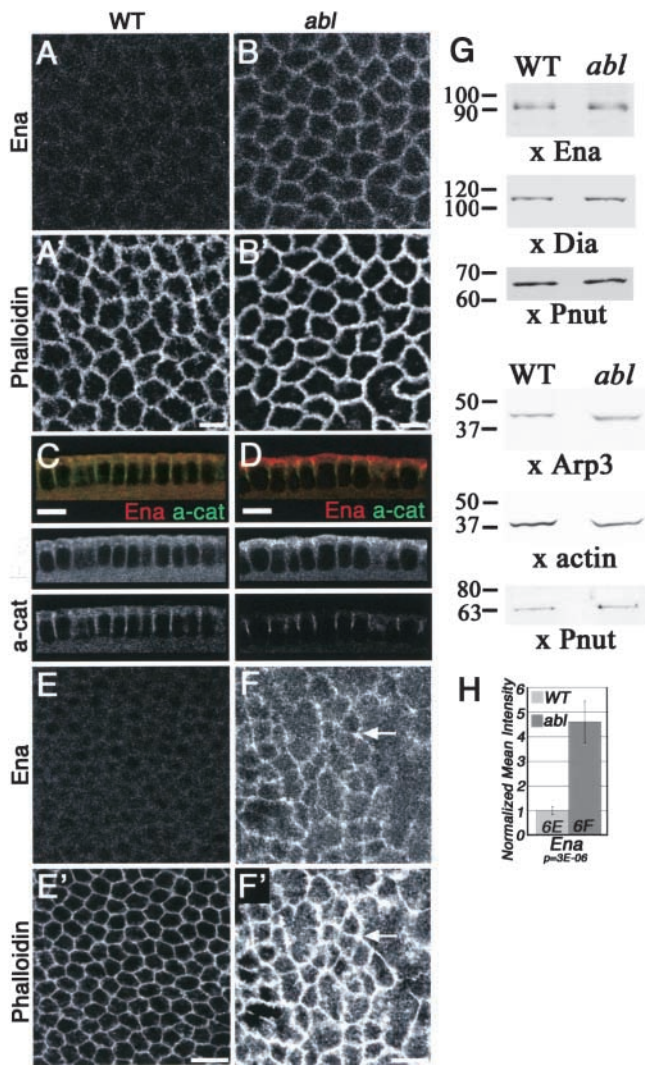 WT abl
A B
Ena
A' B'
Phalloidin
C D
Ena a-cat Ena a-cat
a-cat
E F
Ena
E' F'
Phalloidin
G
WT abl
100
90
x Ena
120
100
x Dia
70
60
x Pnut
WT abl
50
37
x Arp3
50
37
x actin
80
63
x Pnut
H
WT
abl
Normalized Mean Intensity
6
5
4
3
2
1
0
6E 6F
Ena
p=3E-06